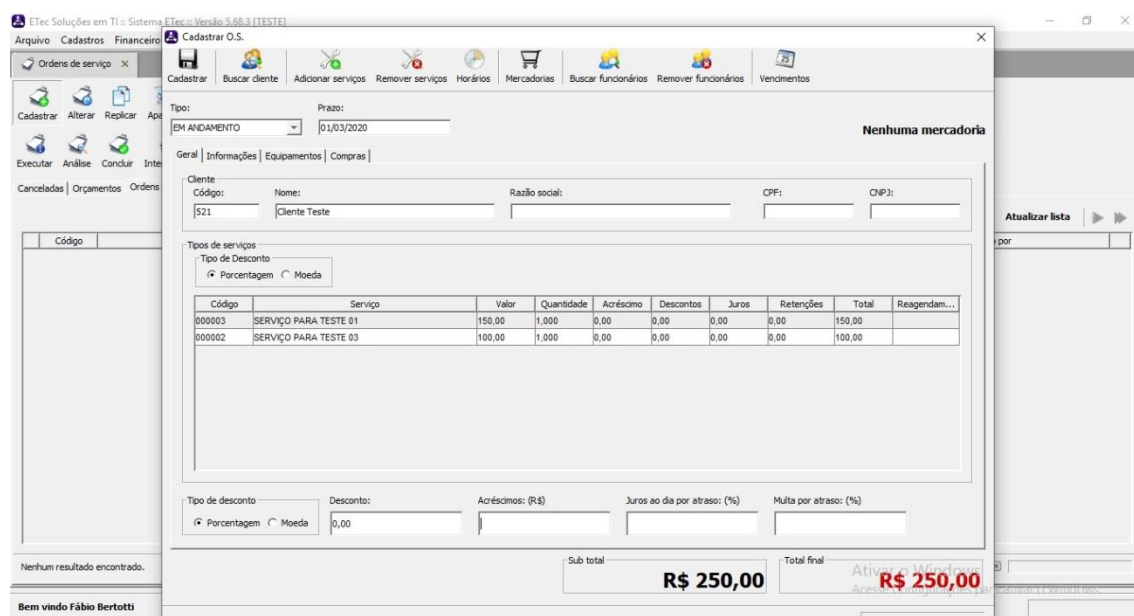 ETec Soluções em TI :: Sistema ETec :: Versão 5.68.3 [TESTE]
Arquivo Cadastros Financeiro
Cadastrar O.S.
Ordens de serviço
Cadastrar Buscar cliente Adicionar serviços Remover serviços Horários Mercadorias Buscar funcionários Remover funcionários Vencimentos
Cadastrar Alterar Replicar
Tipo: Prazo:
EM ANDAMENTO 01/03/2020
Nenhuma mercadoria
Executar Análise Concluir
Geral Informações Equipamentos Compras
Canceladas Orçamentos Ordens
Cliente
Código: Nome: Razão social: CPF: CNPJ:
521 Cliente Teste
Atualizar lista
Código
por
Tipos de serviços
Tipo de Desconto
Porcentagem Moeda
Código Serviço Valor Quantidade Acréscimo Descontos Juros Retenções Total Reagendam...
000003 SERVIÇO PARA TESTE 01 150,00 1,000 0,00 0,00 0,00 0,00 150,00
000002 SERVIÇO PARA TESTE 03 100,00 1,000 0,00 0,00 0,00 0,00 100,00
Tipo de desconto Desconto: Acréscimos: (R$) Juros ao dia por atraso: (%) Multa por atraso: (%)
Porcentagem Moeda 0,00
Nenhum resultado encontrado.
Sub total Total final
R$ 250,00 R$ 250,00
Ativar o Windows
Bem vindo Fábio Bertotti